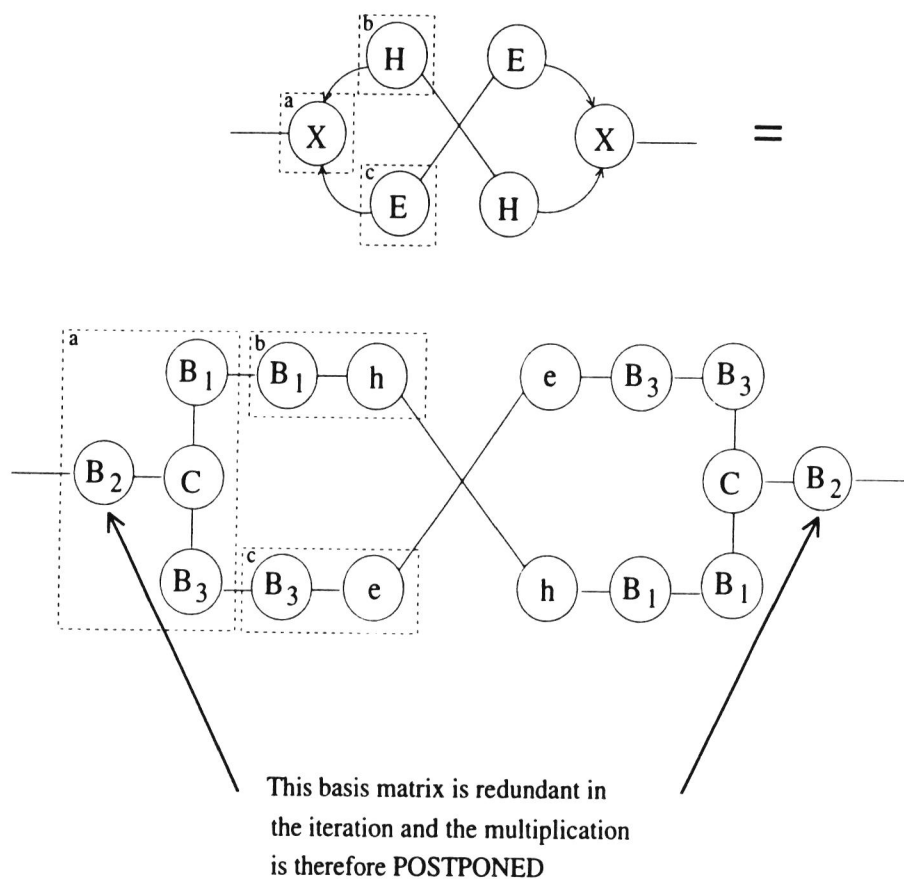 b H E
a X X =
c E H
a B1 b B1 h e B3 B3
B2 C C B2
B3 c B3 e h B1 B1
This basis matrix is redundant in
the iteration and the multiplication
is therefore POSTPONED